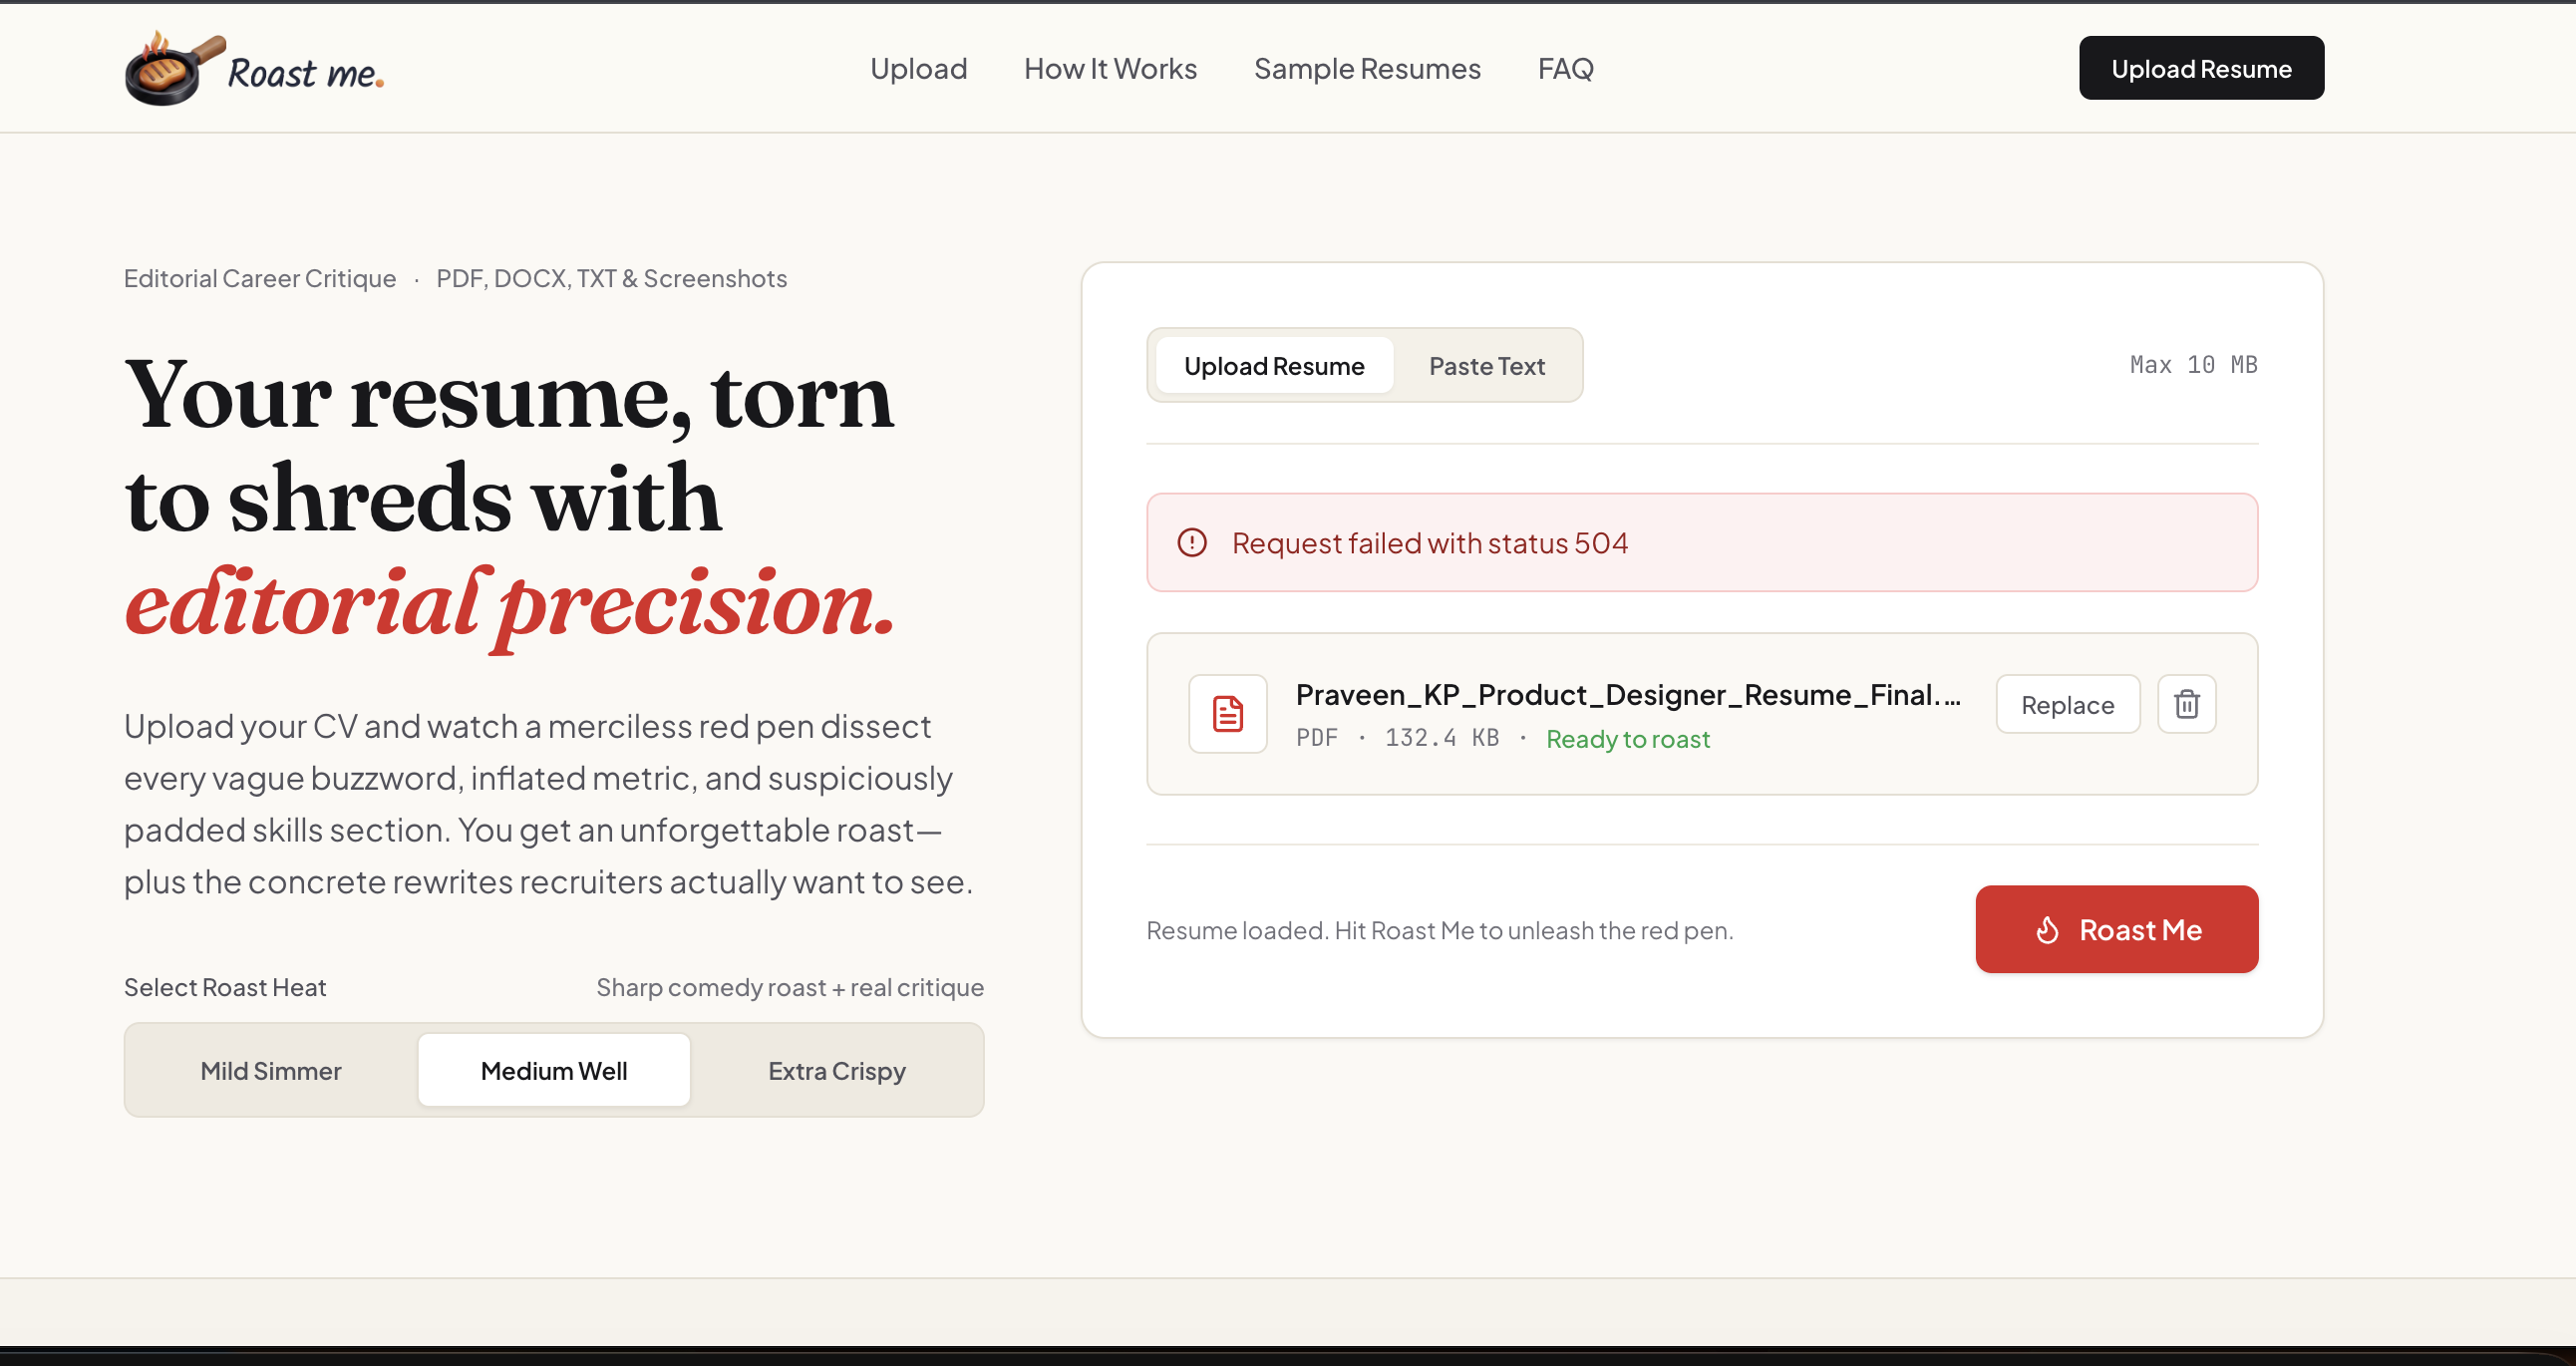 Roast me.
Upload
How It Works
Sample Resumes
FAQ
Upload Resume
Editorial Career Critique · PDF, DOCX, TXT & Screenshots
Your resume, torn
to shreds with
editorial precision.
Upload your CV and watch a merciless red pen dissect
every vague buzzword, inflated metric, and suspiciously
padded skills section. You get an unforgettable roast—
plus the concrete rewrites recruiters actually want to see.
Select Roast Heat
Sharp comedy roast + real critique
Mild Simmer
Medium Well
Extra Crispy
Upload Resume
Paste Text
Max 10 MB
Request failed with status 504
Praveen_KP_Product_Designer_Resume_Final....
PDF · 132.4 KB · Ready to roast
Replace
Resume loaded. Hit Roast Me to unleash the red pen.
Roast Me